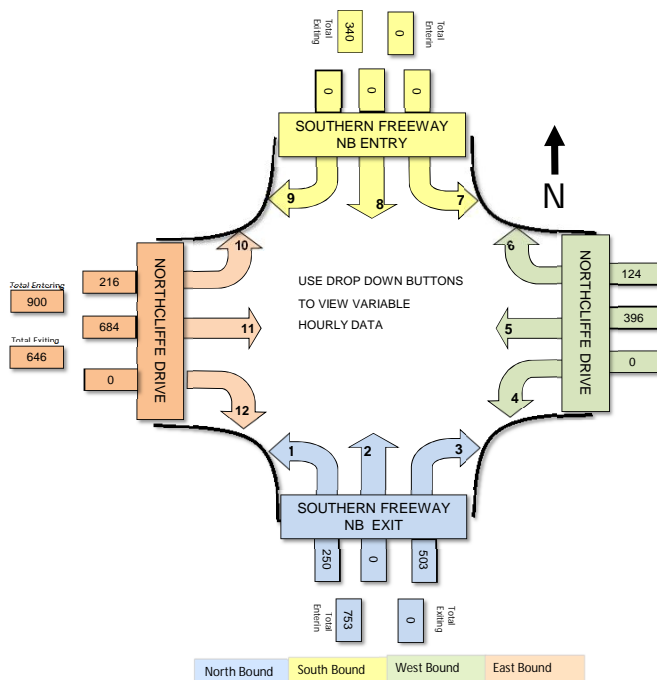 Total
Exiting
340
0
Total
Enterin
0
0
0
SOUTHERN FREEWAY
NB ENTRY
9
8
7
N
10
6
Total Entering
900
Total Exiting
646
216
684
0
NORTHCLIFFE DRIVE
11
12
USE DROP DOWN BUTTONS
TO VIEW VARIABLE
HOURLY DATA
5
4
NORTHCLIFFE DRIVE
124
396
0
1
2
3
SOUTHERN FREEWAY
NB EXIT
250
0
503
Total
Enterin
753
0
Total
Exiting
North Bound
South Bound
West Bound
East Bound